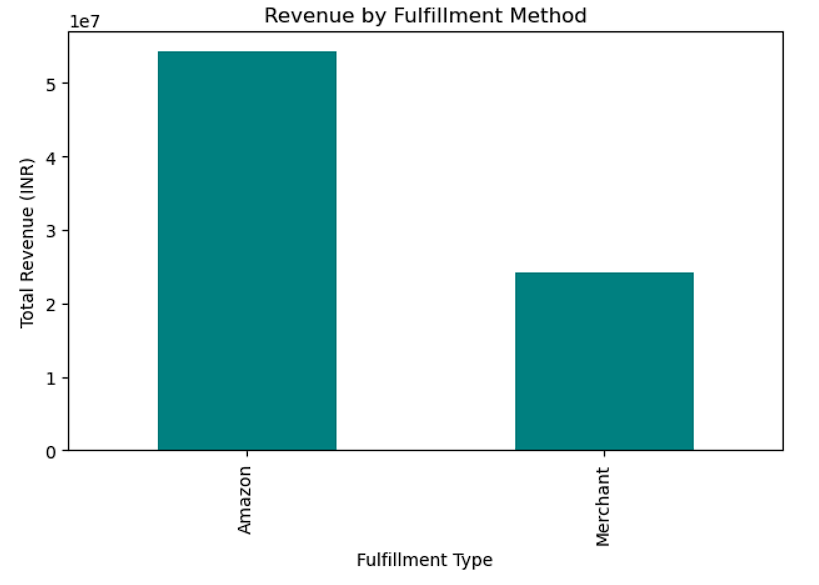 Revenue by Fulfillment Method
1e7
Total Revenue (INR)
5
4
3
2
1
0
Amazon
Merchant
Fulfillment Type